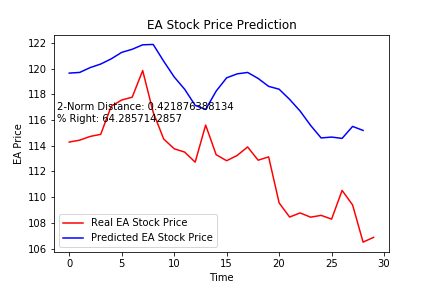 EA Stock Price Prediction
122
120
118
116
114
112
110
108
106
EA Price
2-Norm Distance: 0.421876388134
% Right: 64.2857142857
Real EA Stock Price
Predicted EA Stock Price
0
5
10
15
20
25
30
Time